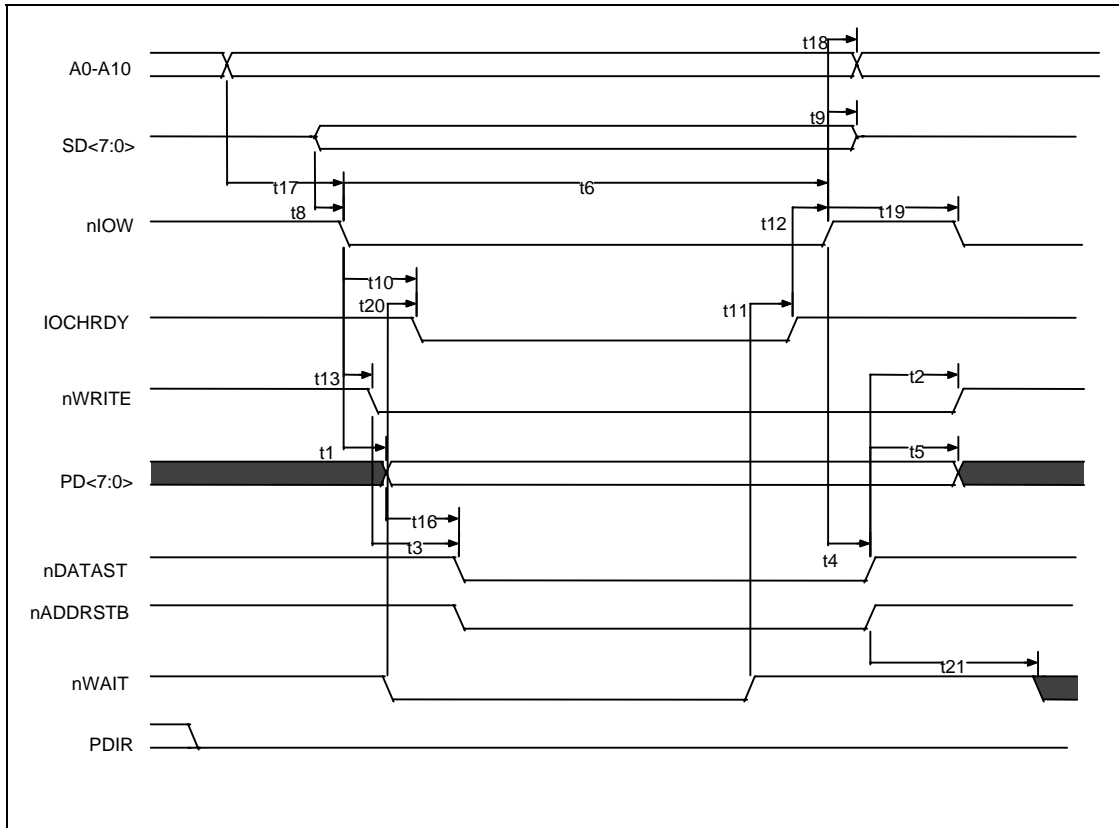 t18
A0-A10
t9
SD<7:0>
t17
t6
t8
t12
t19
nIOW
t10
t20
t11
IOCHRDY
t13
t2
nWRITE
t1
t5
PD<7:0>
t16
t3
t4
nDATAST
nADDRSTB
t21
nWAIT
PDIR